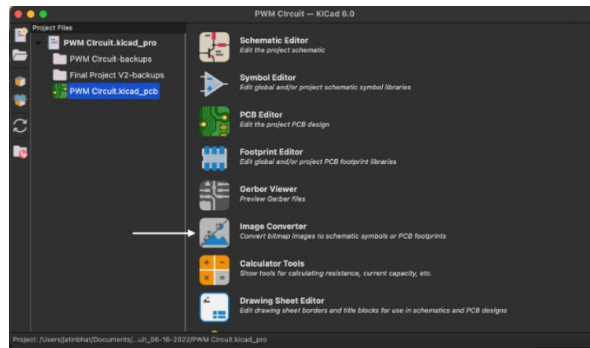 PWM CIrcuit — KiCad 6.0
Project Files
PWM CIrcuit.kicad_pro
PWM CIrcuit-backups
Final Project V2-backups
PWM CIrcuit.kicad_pcb
Schematic Editor
Edit the project schematic
Symbol Editor
Edit global and/or project schematic symbol libraries
PCB Editor
Edit the project PCB design
Footprint Editor
Edit global and/or project PCB footprint libraries
Gerber Viewer
Preview Gerber files
Image Converter
Convert bitmap images to schematic symbols or PCB footprints
Calculator Tools
Show tools for calculating resistance, current capacity, etc.
Drawing Sheet Editor
Edit drawing sheet borders and title blocks for use in schematics and PCB designs
Project: /Users/jatinbhat/Documents/...uit_06-16-2022/PWM CIrcuit.kicad_pro